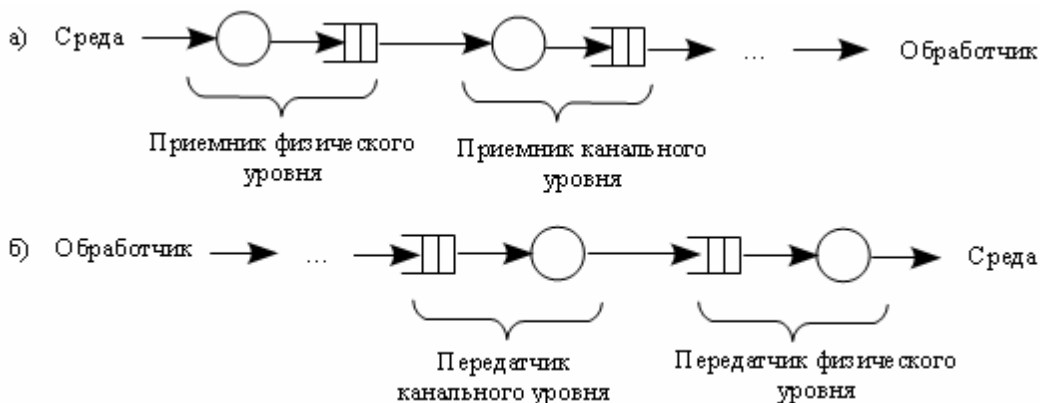 а) Среда ... Обработчик
Приемник физического
уровня
Приемник канального
уровня
б) Обработчик ... Среда
Передатчик
канального уровня
Передатчик физического
уровня